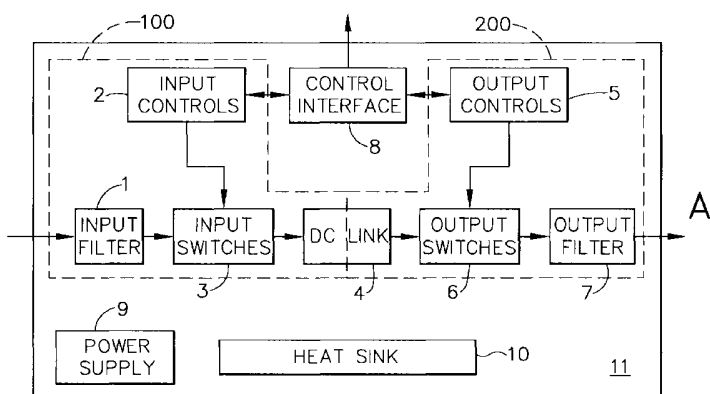 100
200
2
INPUT
CONTROLS
CONTROL
INTERFACE
8
OUTPUT
CONTROLS
5
1
INPUT
FILTER
INPUT
SWITCHES
3
DC LINK
4
OUTPUT
SWITCHES
6
OUTPUT
FILTER
7
A
9
POWER
SUPPLY
HEAT SINK
10
11